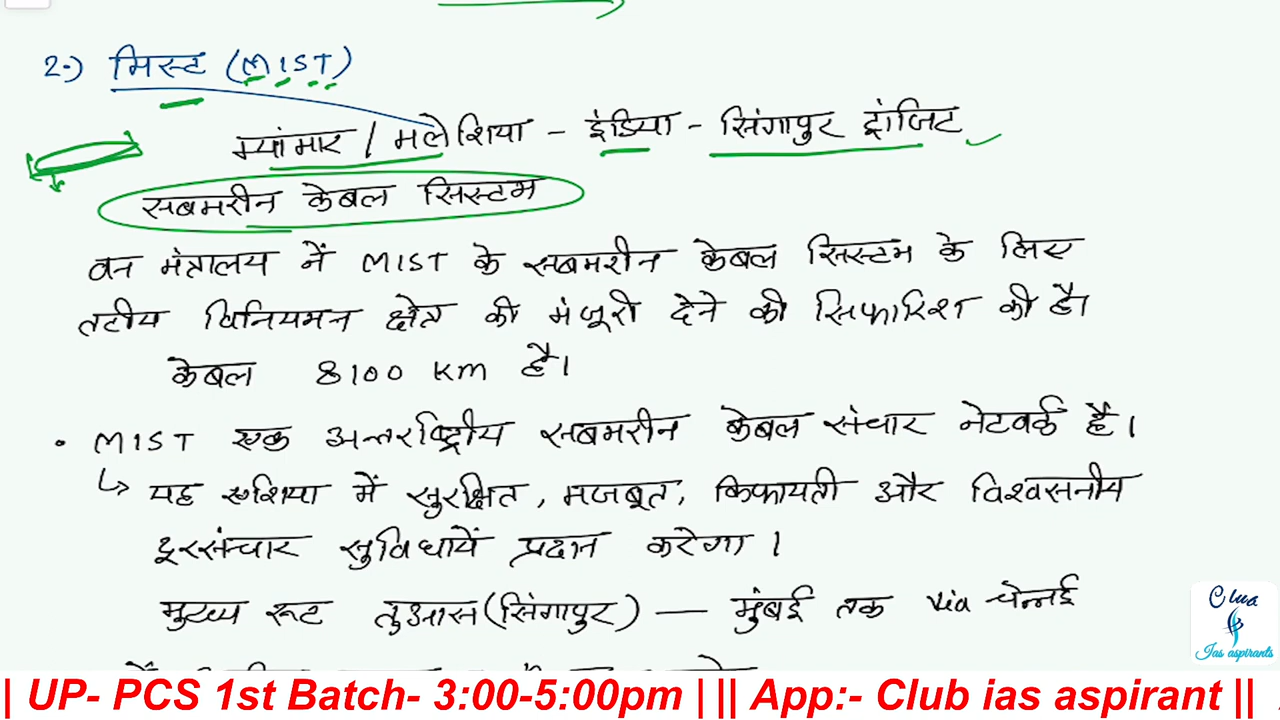 2.) मिस्ट (MIST)
म्यांमार / मलेशिया - इंडिया - सिंगापुर ट्रांजिट
सबमरीन केबल सिस्टम
वन मंत्रालय में MIST के सबमरीन केबल सिस्टम के लिए
तटीय विनियमन क्षेत्र की मंजूरी देने की सिफारिश की है।
केबल 8100 KM है।
• MIST एक अन्तर्राष्ट्रीय सबमरीन केबल संचार नेटवर्क है।
↳ यह एशिया में सुरक्षित, मजबूत, किफायती और विश्वसनीय
दूरसंचार सुविधायें प्रदान करेगा।
मुख्य रूट तुआस (सिंगापुर) — मुंबई तक via चेन्नई
Club
Ias aspirants
| UP- PCS 1st Batch- 3:00-5:00pm | || App:- Club ias aspirant ||